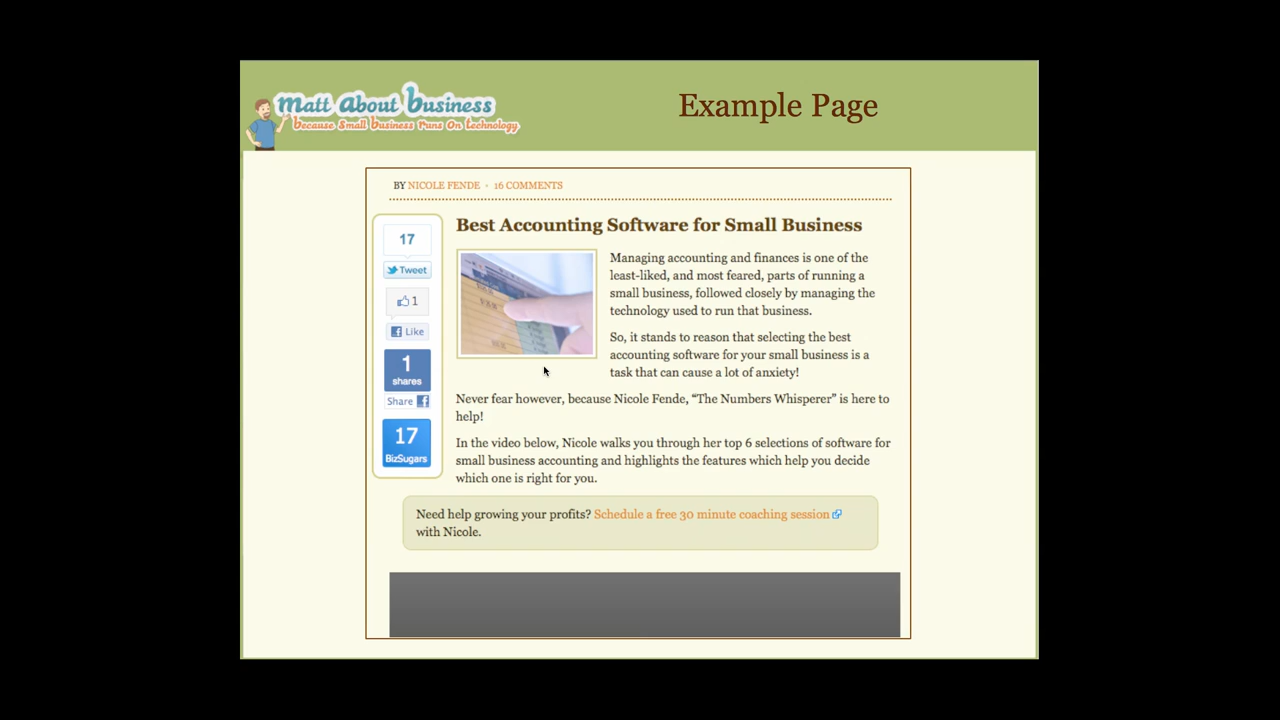 Matt About Business
because Small Business Runs On Technology
Example Page
BY NICOLE FENDE · 16 COMMENTS
Best Accounting Software for Small Business
17
Tweet
1
Like
1
shares
Share
17
BizSugars
Managing accounting and finances is one of the
least-liked, and most feared, parts of running a
small business, followed closely by managing the
technology used to run that business.
So, it stands to reason that selecting the best
accounting software for your small business is a
task that can cause a lot of anxiety!
Never fear however, because Nicole Fende, “The Numbers Whisperer” is here to
help!
In the video below, Nicole walks you through her top 6 selections of software for
small business accounting and highlights the features which help you decide
which one is right for you.
Need help growing your profits? Schedule a free 30 minute coaching session
with Nicole.